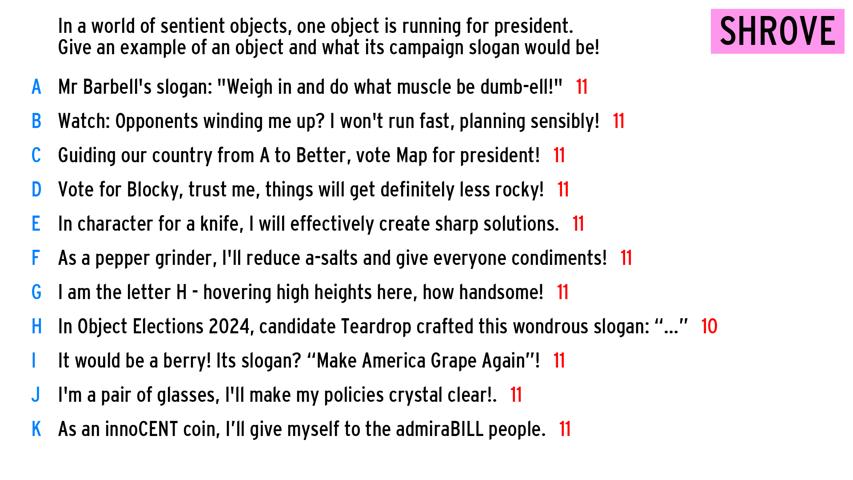 In a world of sentient objects, one object is running for president.
Give an example of an object and what its campaign slogan would be!
SHROVE
A Mr Barbell's slogan: "Weigh in and do what muscle be dumb-ell!" 11
B Watch: Opponents winding me up? I won't run fast, planning sensibly! 11
C Guiding our country from A to Better, vote Map for president! 11
D Vote for Blocky, trust me, things will get definitely less rocky! 11
E In character for a knife, I will effectively create sharp solutions. 11
F As a pepper grinder, I'll reduce a-salts and give everyone condiments! 11
G I am the letter H - hovering high heights here, how handsome! 11
H In Object Elections 2024, candidate Teardrop crafted this wondrous slogan: “...” 10
I It would be a berry! Its slogan? “Make America Grape Again”! 11
J I'm a pair of glasses, I'll make my policies crystal clear!. 11
K As an innoCENT coin, I’ll give myself to the admiraBILL people. 11